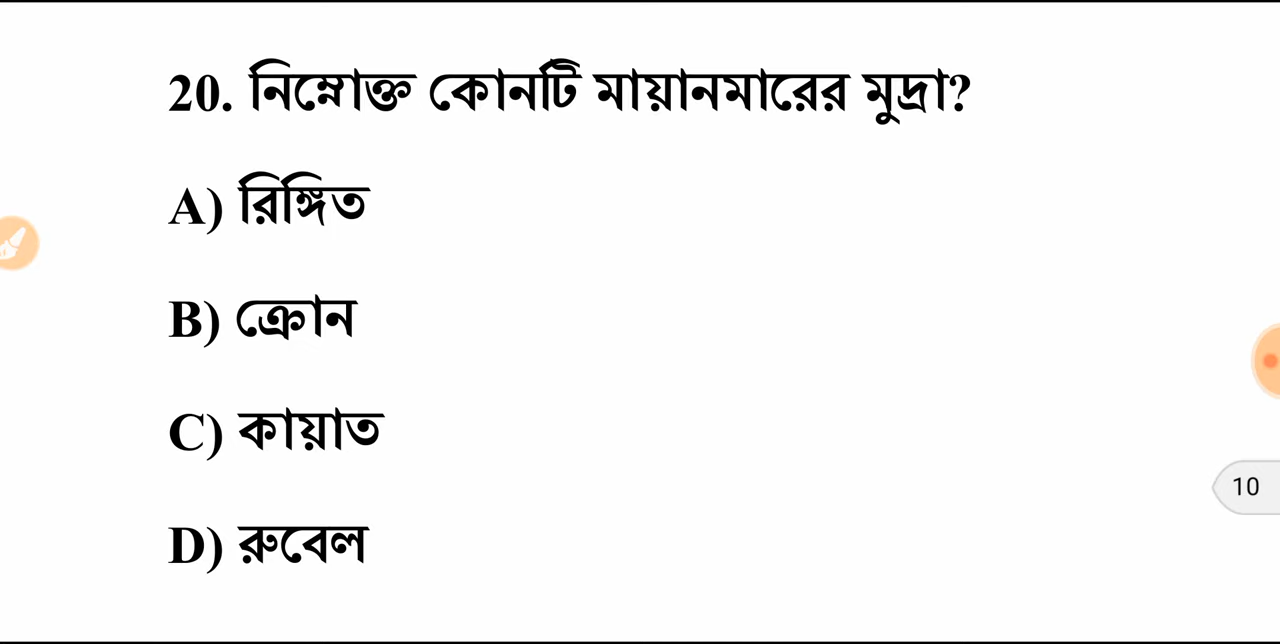 20. নিম্নোক্ত কোনটি মায়ানমারের মুদ্রা?
A) রিঙ্গিত
B) ক্রোন
C) কায়াত
D) রুবেল
10